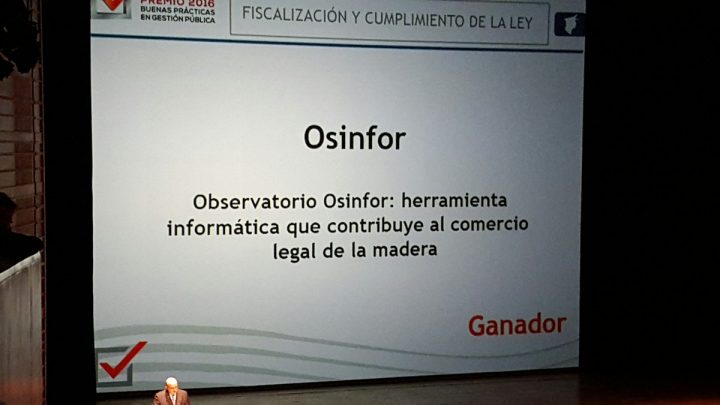 PREMIO 2016
BUENAS PRÁCTICAS
EN GESTIÓN PÚBLICA
FISCALIZACIÓN Y CUMPLIMIENTO DE LA LEY
Osinfor
Observatorio Osinfor: herramienta
informática que contribuye al comercio
legal de la madera
Ganador